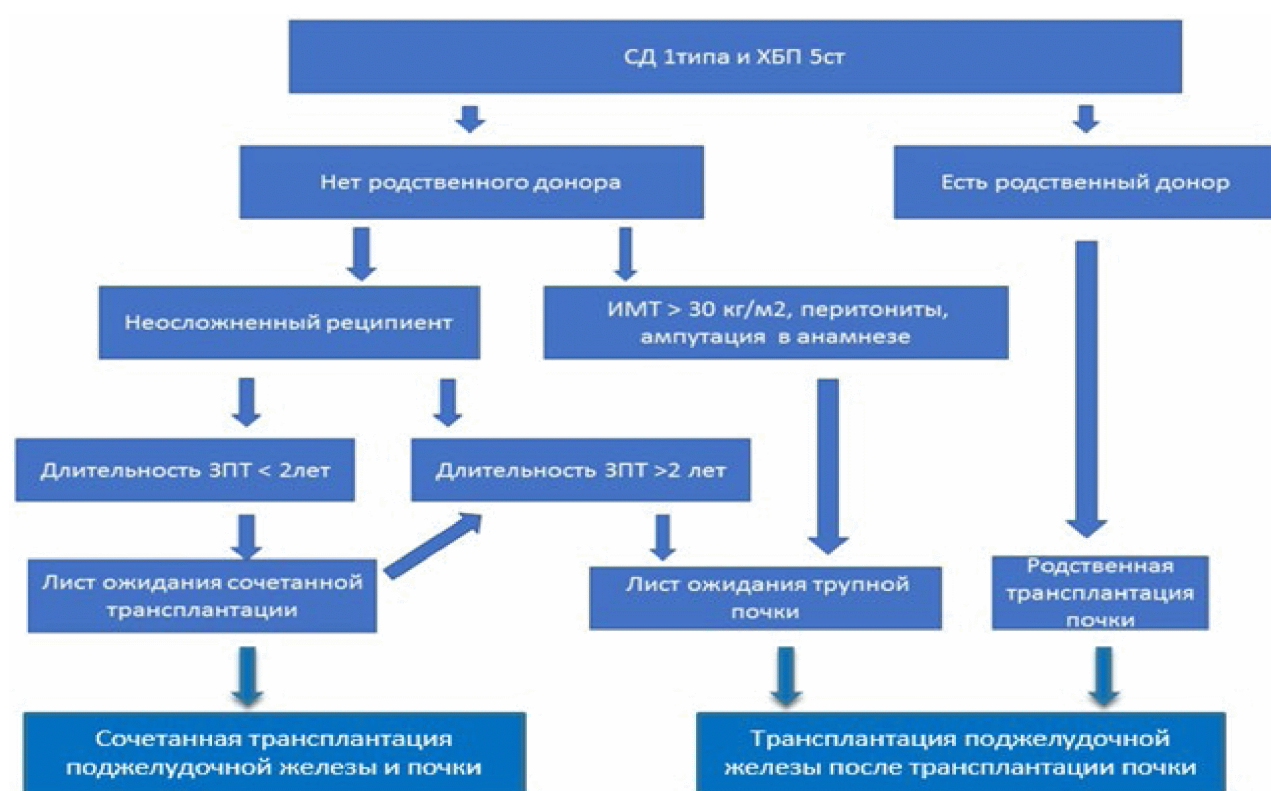 СД 1типа и ХБП 5ст
Нет родственного донора
Есть родственный донор
Неосложненный реципиент
ИМТ > 30 кг/м2, перитониты,
ампутация в анамнезе
Длительность ЗПТ < 2лет
Длительность ЗПТ >2 лет
Лист ожидания сочетанной
трансплантации
Лист ожидания трупной
почки
Родственная
трансплантация
почки
Сочетанная трансплантация
поджелудочной железы и почки
Трансплантация поджелудочной
железы после трансплантации почки